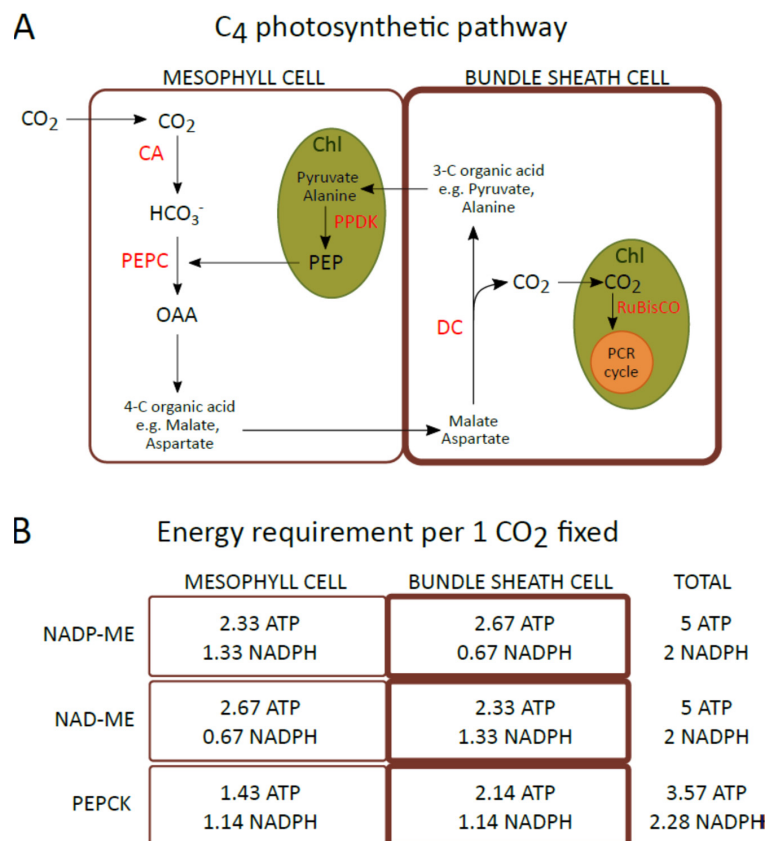 A
C4 photosynthetic pathway
MESOPHYLL CELL
BUNDLE SHEATH CELL
CO2
CO2
CA
HCO3-
PEPC
OAA
4-C organic acid
e.g. Malate,
Aspartate
Chl
Pyruvate
Alanine
PPDK
PEP
3-C organic acid
e.g. Pyruvate,
Alanine
DC
CO2
Malate
Aspartate
Chl
CO2
RuBisCO
PCR
cycle
B
Energy requirement per 1 CO2 fixed
MESOPHYLL CELL BUNDLE SHEATH CELL TOTAL
NADP-ME
2.33 ATP 2.67 ATP 5 ATP
1.33 NADPH 0.67 NADPH 2 NADPH
NAD-ME
2.67 ATP 2.33 ATP 5 ATP
0.67 NADPH 1.33 NADPH 2 NADPH
PEPCK
1.43 ATP 2.14 ATP 3.57 ATP
1.14 NADPH 1.14 NADPH 2.28 NADPH